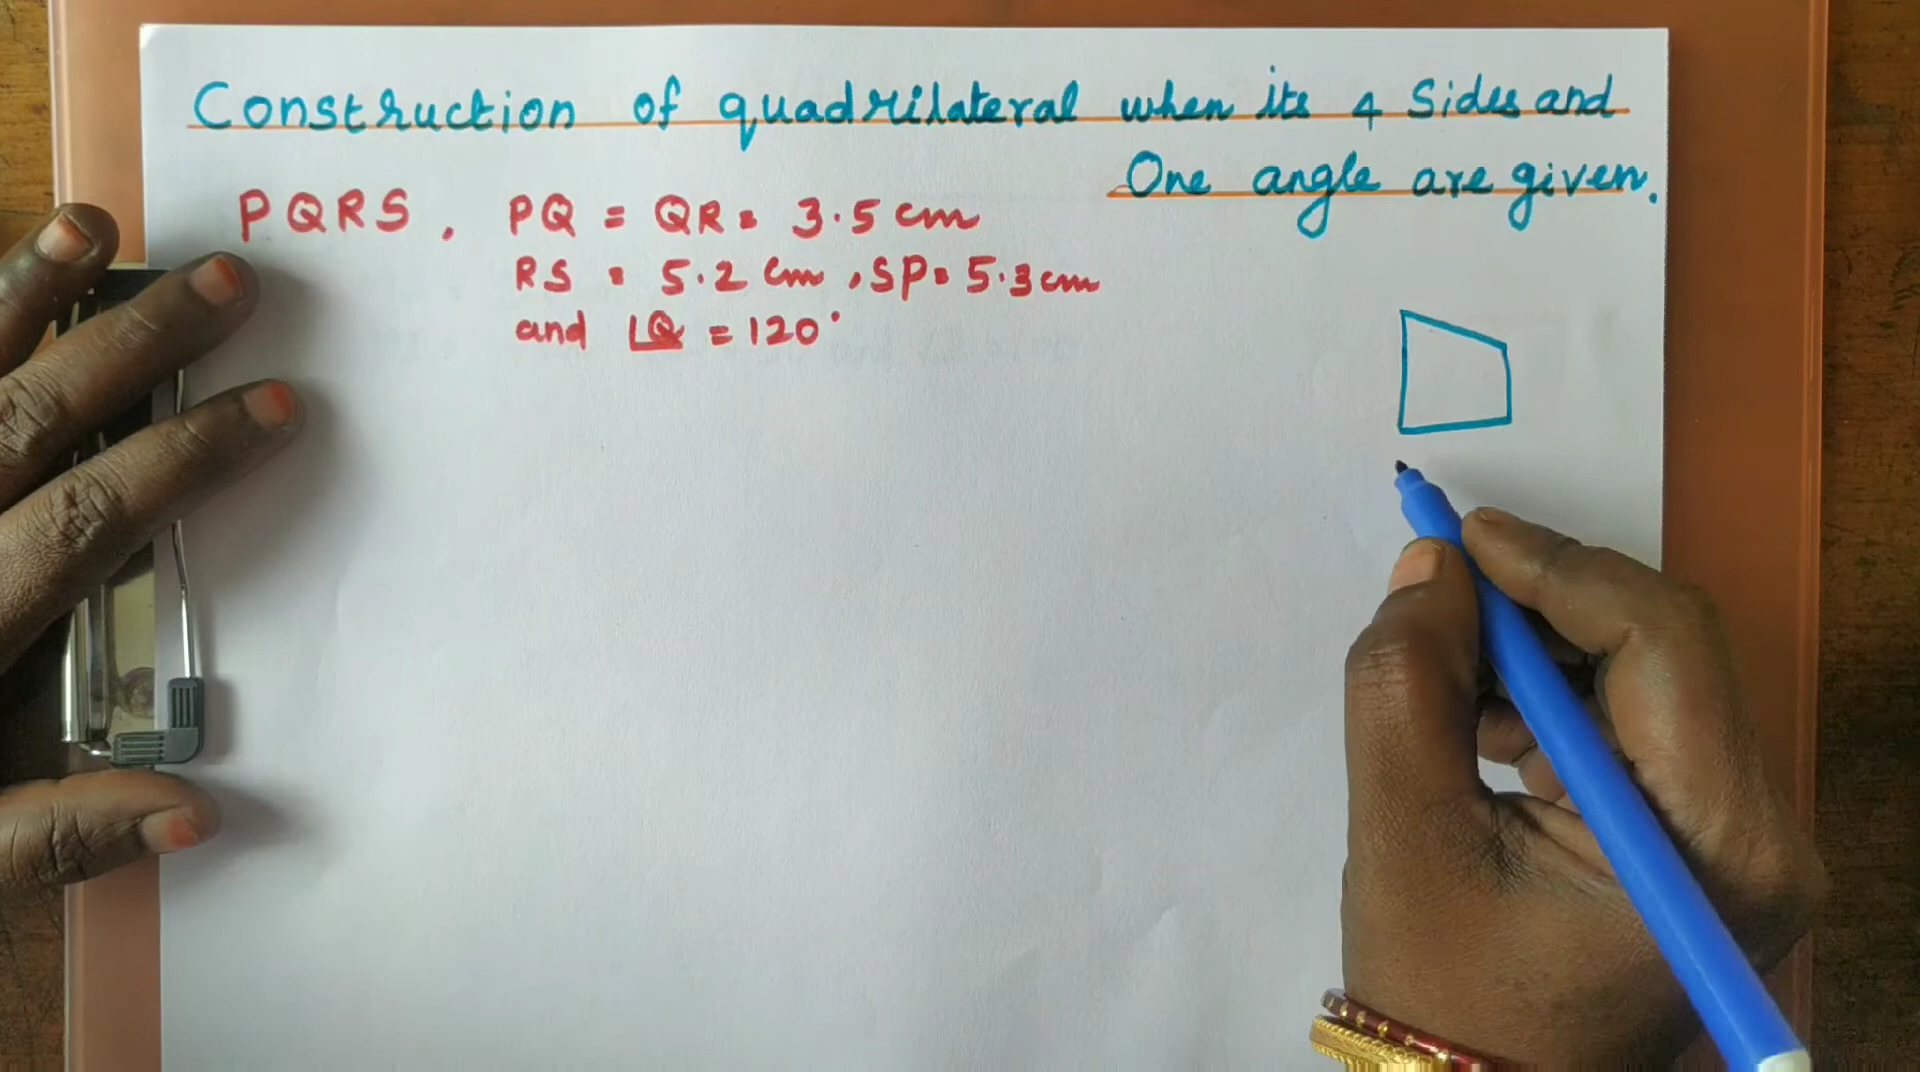 Construction of quadrilateral when its 4 Sides and
One angle are given.
PQRS, PQ = QR = 3.5 cm
RS = 5.2 cm, SP = 5.3 cm
and ∠Q = 120°